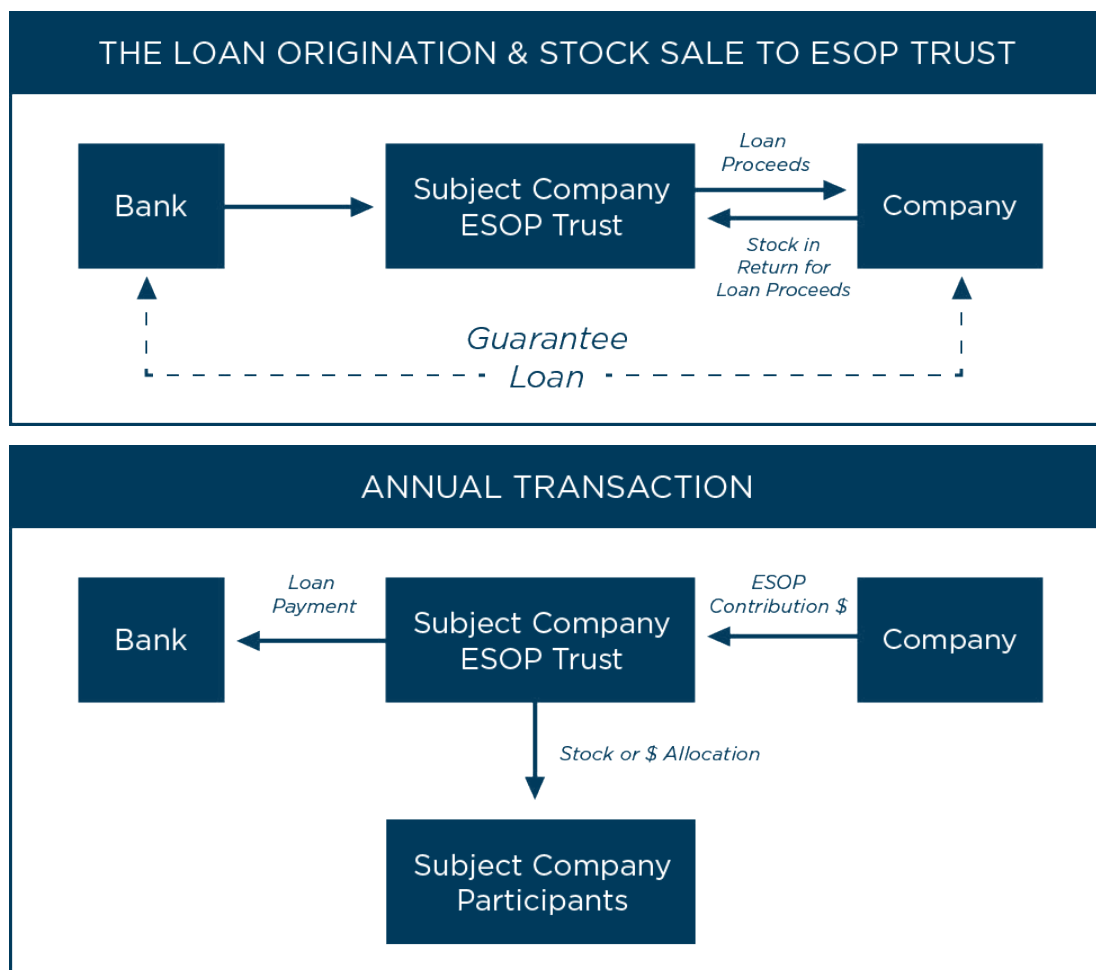 THE LOAN ORIGINATION & STOCK SALE TO ESOP TRUST
Bank
Subject Company
ESOP Trust
Loan
Proceeds
Stock in
Return for
Loan Proceeds
Company
Guarantee
Loan
ANNUAL TRANSACTION
Bank
Loan
Payment
Subject Company
ESOP Trust
ESOP
Contribution $
Company
Stock or $ Allocation
Subject Company
Participants